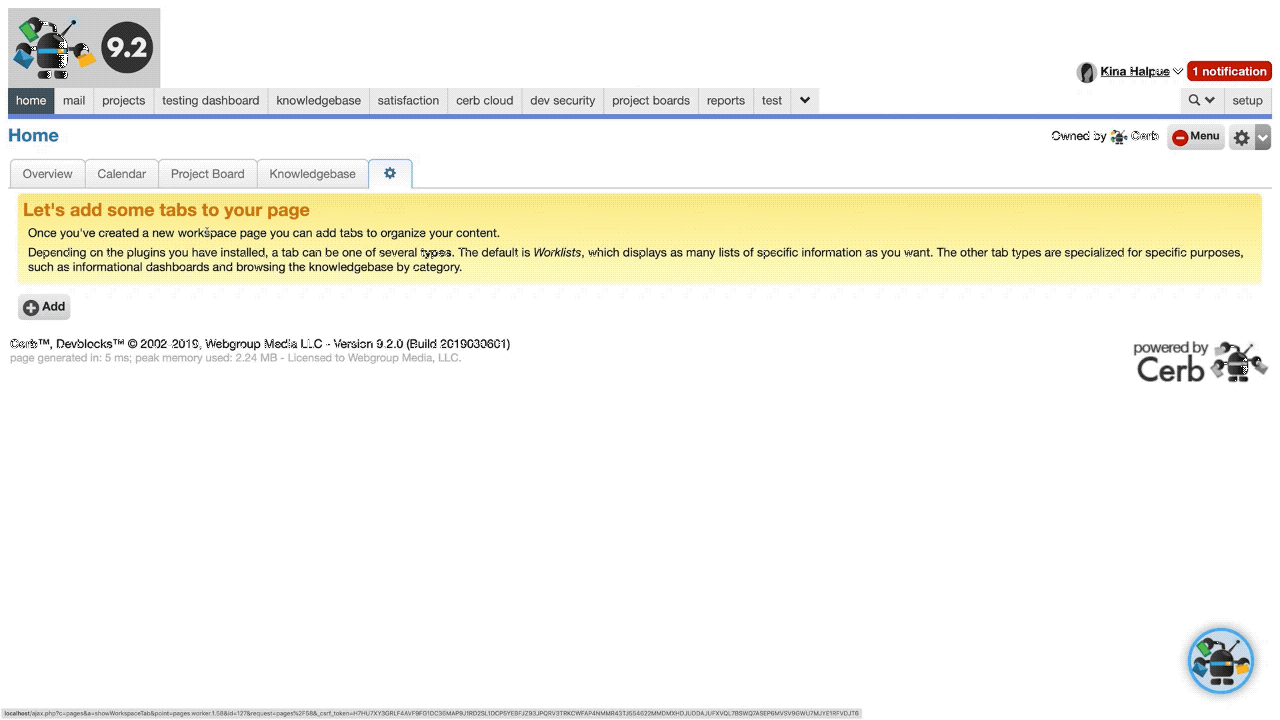 9.2
Kina Halpue
1 notification
home
mail
projects
testing dashboard
knowledgebase
satisfaction
cerb cloud
dev security
project boards
reports
test
setup
Home
Owned by Cerb
Menu
Overview
Calendar
Project Board
Knowledgebase
Let's add some tabs to your page
Once you've created a new workspace page you can add tabs to organize your content.
Depending on the plugins you have installed, a tab can be one of several types. The default is Worklists, which displays as many lists of specific information as you want. The other tab types are specialized for specific purposes,
such as informational dashboards and browsing the knowledgebase by category.
Add
Cerb™, Devblocks™ © 2002-2019, Webgroup Media LLC - Version 9.2.0 (Build 2019030601)
page generated in: 5 ms; peak memory used: 2.24 MB - Licensed to Webgroup Media, LLC.
powered by
Cerb